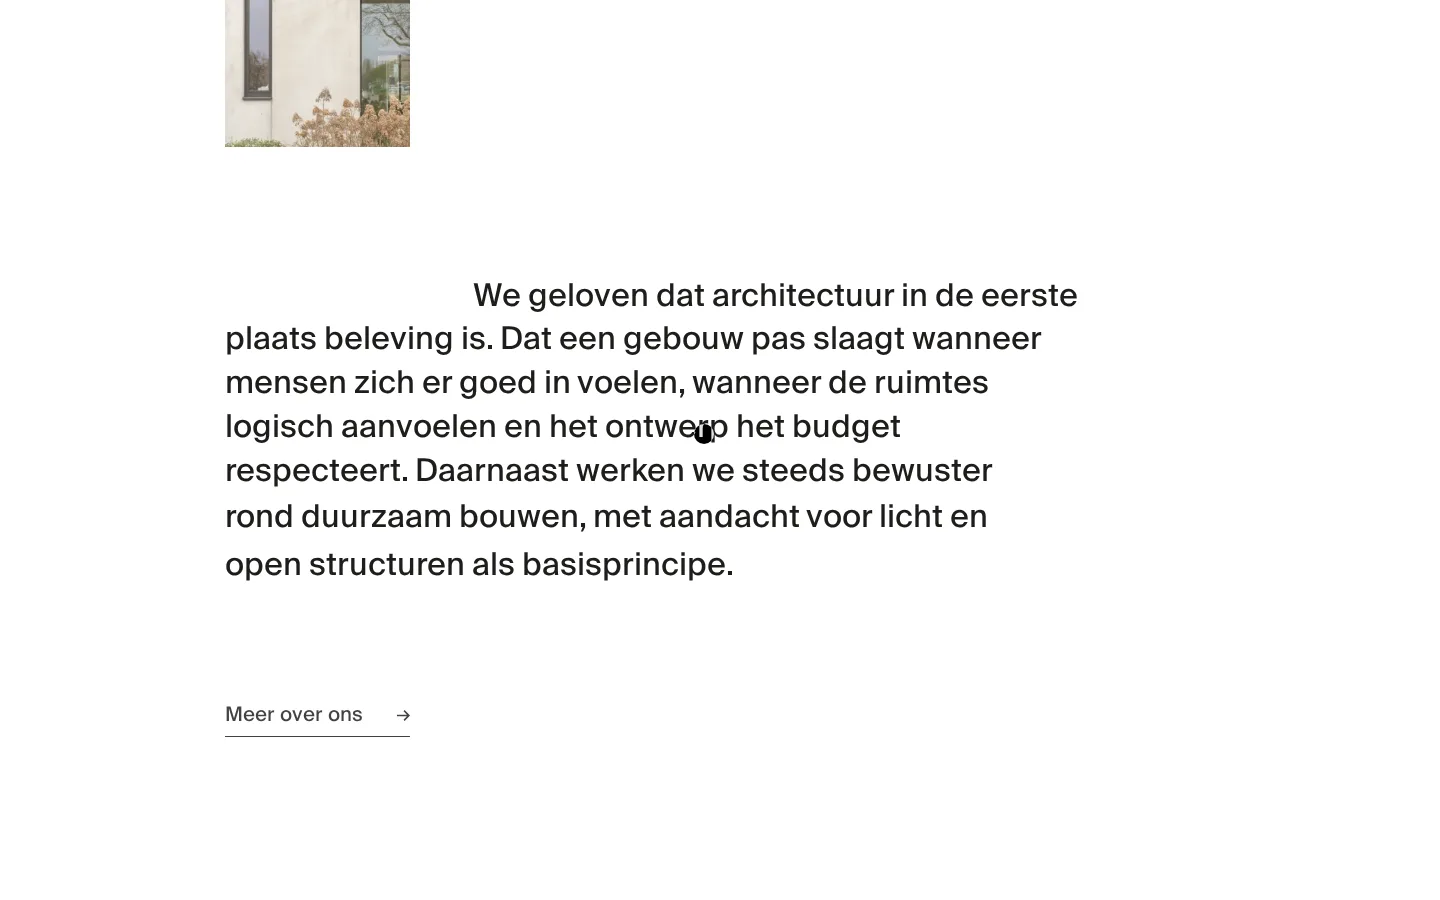 We geloven dat architectuur in de eerste
plaats beleving is. Dat een gebouw pas slaagt wanneer
mensen zich er goed in voelen, wanneer de ruimtes
logisch aanvoelen en het ontwerp het budget
respecteert. Daarnaast werken we steeds bewuster
rond duurzaam bouwen, met aandacht voor licht en
open structuren als basisprincipe.
Meer over ons →